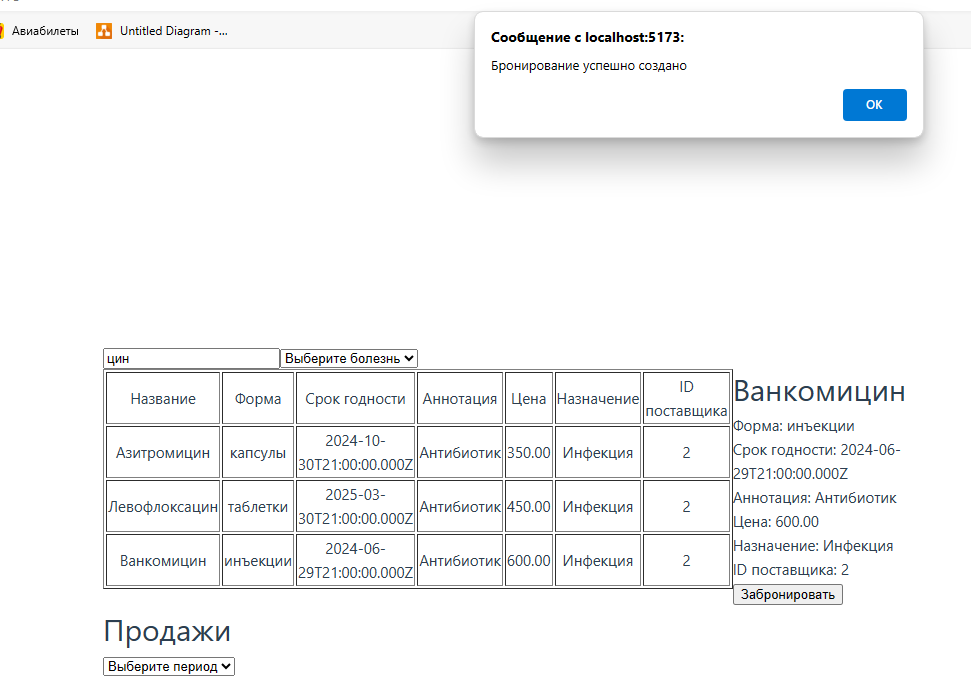 Авиабилеты
Untitled Diagram -...
Сообщение с localhost:5173:
Бронирование успешно создано
ОК
цин
Выберите болезнь
Название Форма Срок годности Аннотация Цена Назначение ID
поставщика
Азитромицин капсулы 2024-10-
30T21:00:00.000Z Антибиотик 350.00 Инфекция 2
Левофлоксацин таблетки 2025-03-
30T21:00:00.000Z Антибиотик 450.00 Инфекция 2
Ванкомицин инъекции 2024-06-
29T21:00:00.000Z Антибиотик 600.00 Инфекция 2
Ванкомицин
Форма: инъекции
Срок годности: 2024-06-
29T21:00:00.000Z
Аннотация: Антибиотик
Цена: 600.00
Назначение: Инфекция
ID поставщика: 2
Забронировать
Продажи
Выберите период